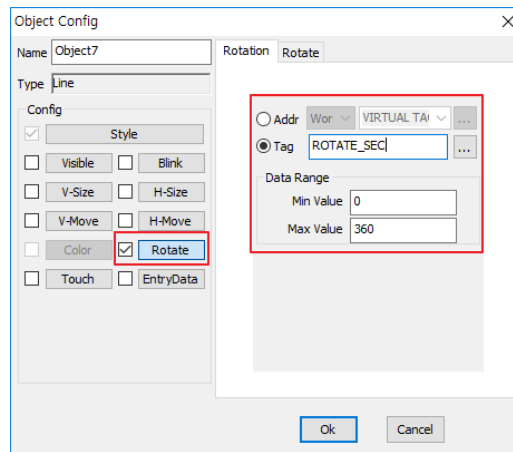 Object Config
Name Object7
Type Line
Config
Style
Visible Blink
V-Size H-Size
V-Move H-Move
Color Rotate
Touch EntryData
Rotation Rotate
Addr Wor VIRTUAL TA ...
Tag ROTATE_SEC ...
Data Range
Min Value 0
Max Value 360
Ok Cancel